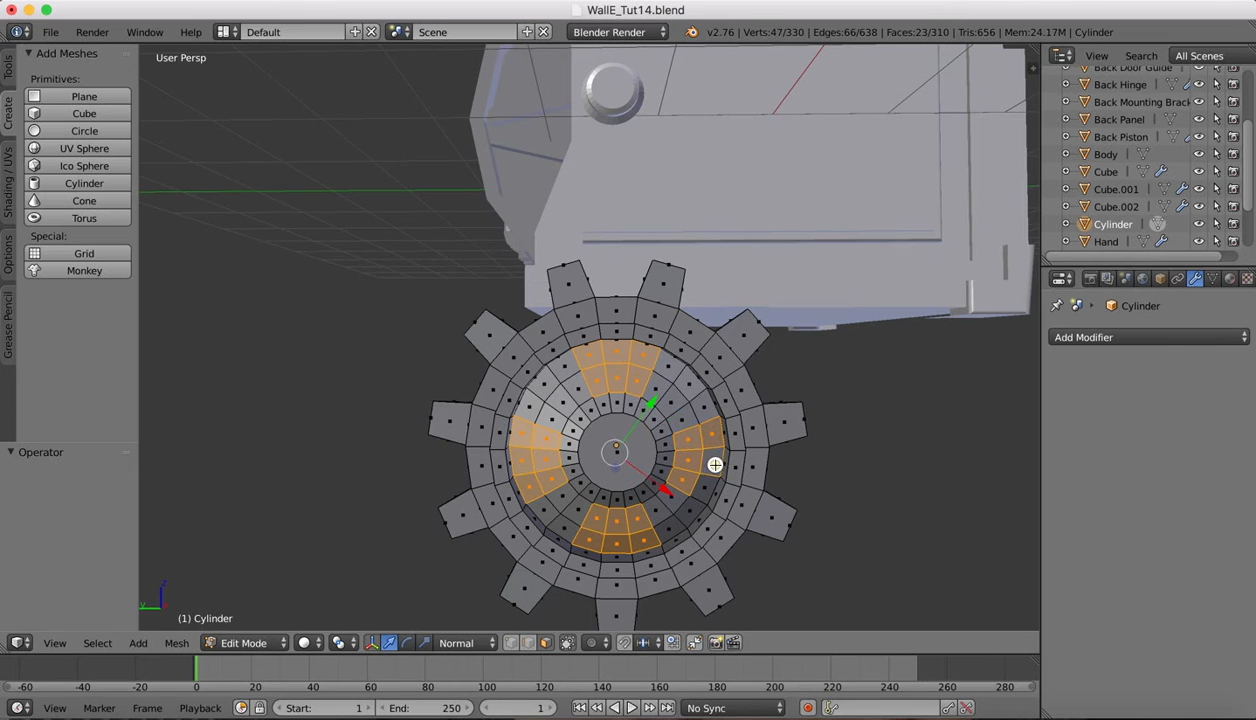 WallE_Tut14.blend
File Render Window Help Default Scene Blender Render v2.76 | Verts:47/330 | Edges:66/638 | Faces:23/310 | Tris:656 | Mem:24.17M | Cylinder
Tools
Create
Shading / UVs
Options
Grease Pencil
Add Meshes
Primitives:
Plane
Cube
Circle
UV Sphere
Ico Sphere
Cylinder
Cone
Torus
Special:
Grid
Monkey
Operator
User Persp
(1) Cylinder
z
y
View Search All Scenes
Back Door Guide
Back Hinge
Back Mounting Brack
Back Panel
Back Piston
Body
Cube
Cube.001
Cube.002
Cylinder
Hand
Cylinder
Add Modifier
View Select Add Mesh Edit Mode Normal
-60 -40 -20 0 20 40 60 80 100 120 140 160 180 200 220 240 260 280
View Marker Frame Playback Start: 1 End: 250 1 No Sync